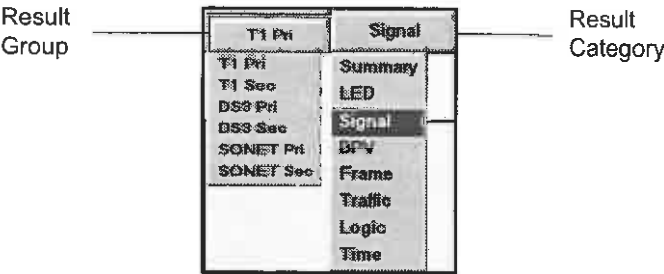 Result
Group
T1 Pri
Signal
Result
Category
T1 Pri
T1 Sec
DS3 Pri
DS3 Sec
SONET Pri
SONET Sec
Summary
LED
Signal
BPV
Frame
Traffic
Logic
Time